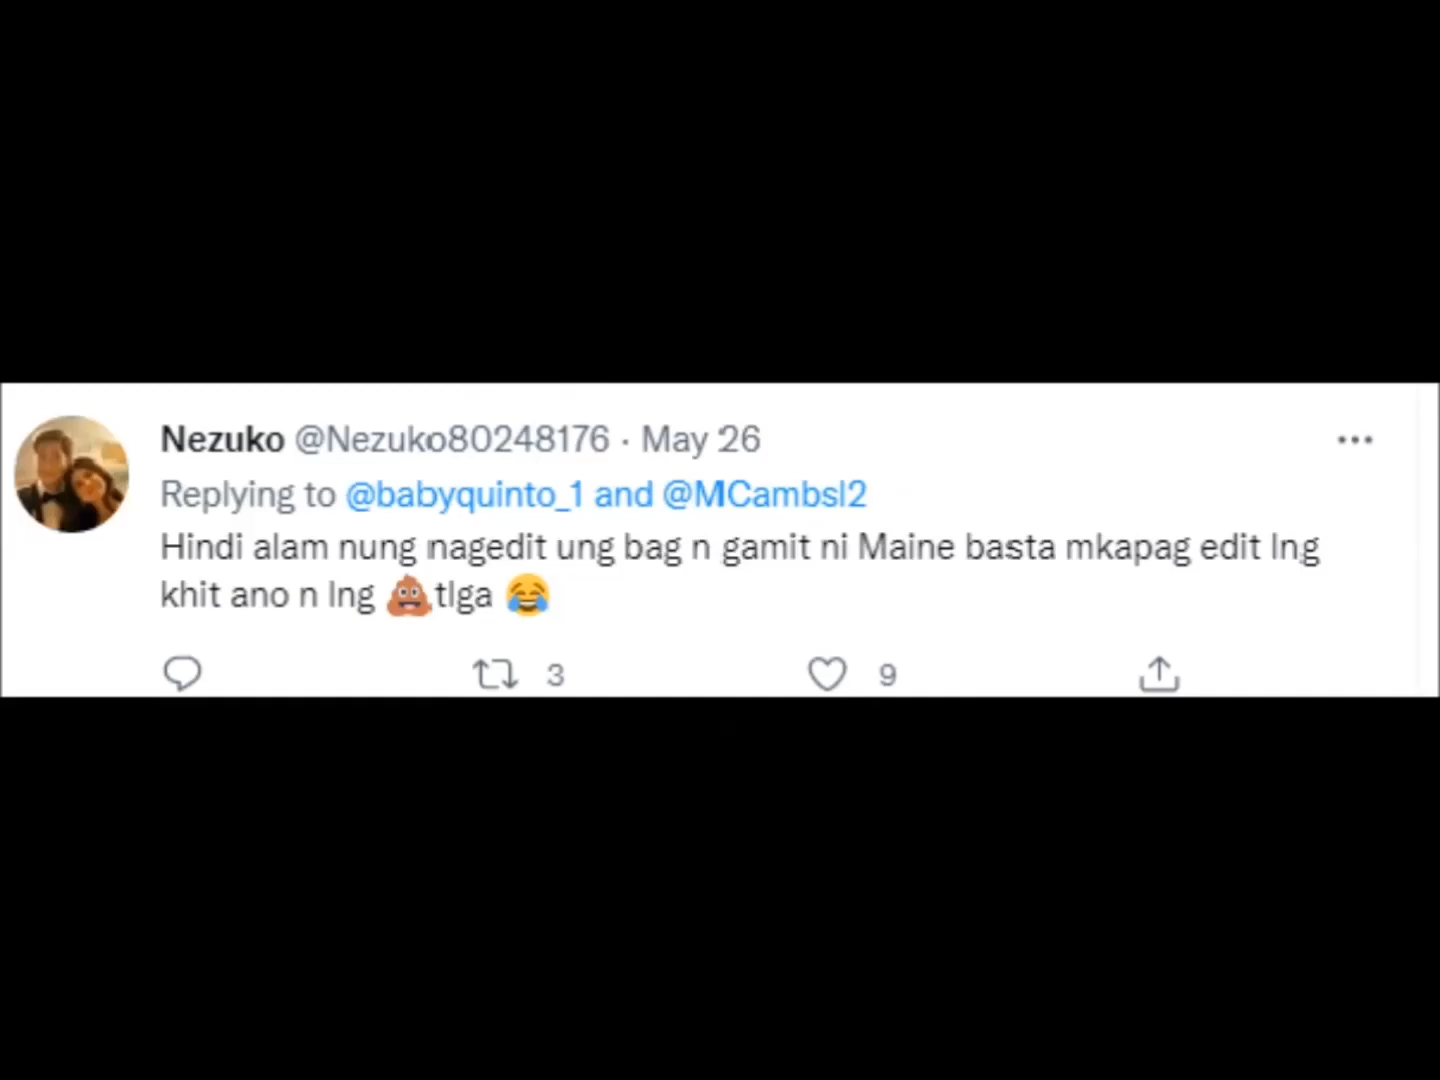 Nezuko @Nezuko80248176 · May 26
Replying to @babyquinto_1 and @MCambsl2
Hindi alam nung nagedit ung bag n gamit ni Maine basta mkapag edit lng
khit ano n lng 💩tlga 😂
3 9